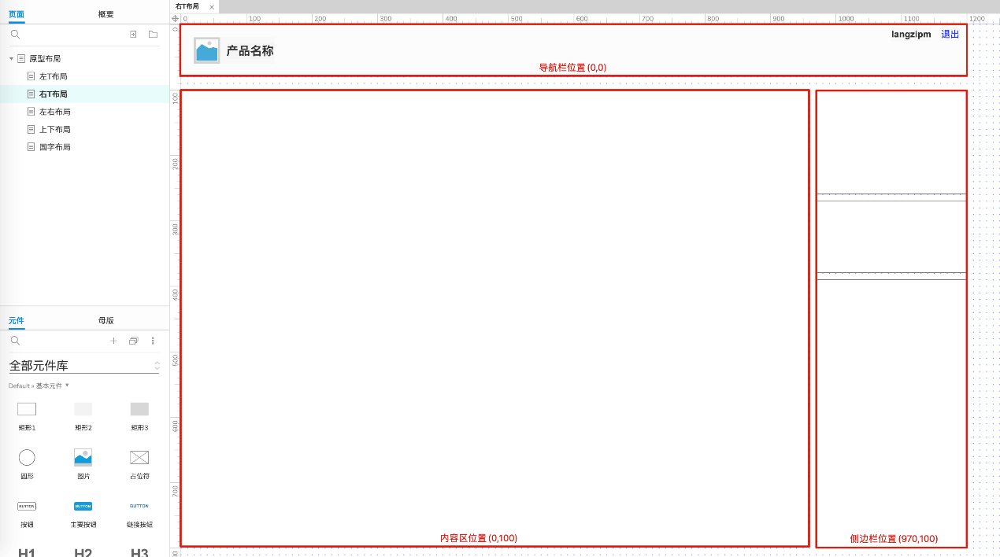 页面 概要
右T布局
0 100 200 300 400 500 600 700 800 900 1000 1100 1200
原型布局
左T布局
右T布局
左右布局
上下布局
国字布局
langzipm 退出
产品名称
导航栏位置 (0,0)
0
100
200
300
400
500
600
700
元件 母版
全部元件库
Default » 基本元件
矩形1 矩形2 矩形3
圆形 图片 占位符
BUTTON BUTTON BUTTON
按钮 主要按钮 链接按钮
H1 H2 H3
内容区位置 (0,100)
侧边栏位置 (970,100)